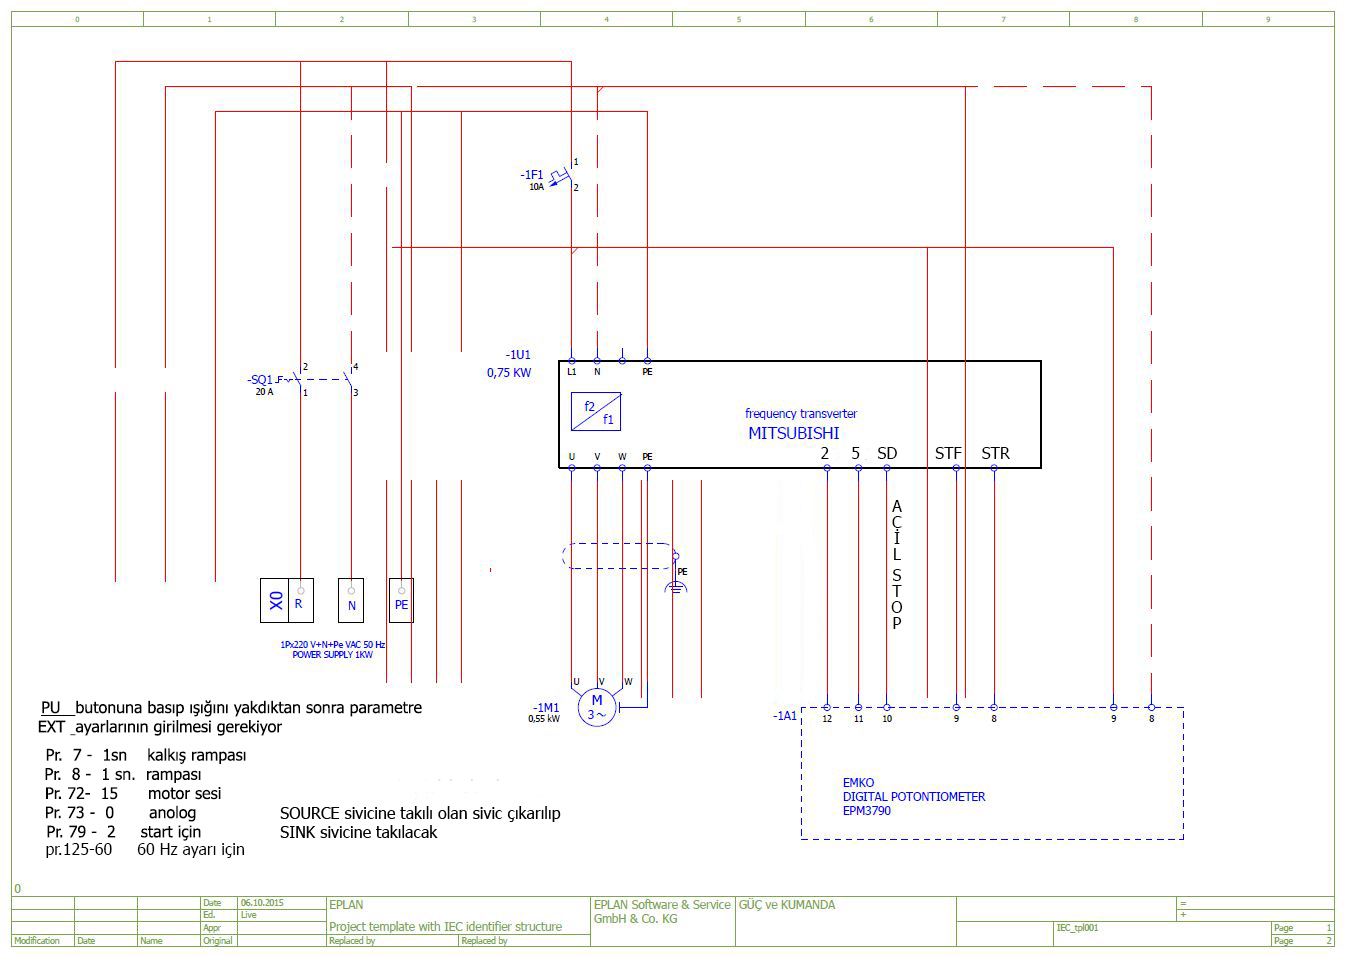 0 1 2 3 4 5 6 7 8 9
-1F1
10A
1
2
-1U1
0,75 KW
L1 N PE
f2
f1
frequency transverter
MITSUBISHI
U V W PE
2 5 SD STF STR
-SQ1
20 A
2
1
4
3
AÇİL STOP
PE
X0 R N PE
1Px220 V+N+Pe VAC 50 Hz
POWER SUPPLY 1KW
U V W
-1M1
0,55 kW
M
3~
-1A1
12 11 10 9 8 9 8
EMKO
DIGITAL POTONTIOMETER
EPM3790
PU butonuna basıp ışığını yakdıktan sonra parametre
EXT ayarlarının girilmesi gerekiyor
Pr. 7 - 1sn kalkış rampası
Pr. 8 - 1 sn. rampası
Pr. 72- 15 motor sesi
Pr. 73 - 0 anolog
Pr. 79 - 2 start için
pr.125-60 60 Hz ayarı için
SOURCE sivicine takılı olan sivic çıkarılıp
SINK sivicine takılacak
0
Date 06.10.2015
Ed. Live
Appr
Modification Date Name Original
EPLAN
Project template with IEC identifier structure
Replaced by Replaced by
EPLAN Software & Service
GmbH & Co. KG
GÜÇ ve KUMANDA
=
+
IEC_tpl001
Page 1
Page 2